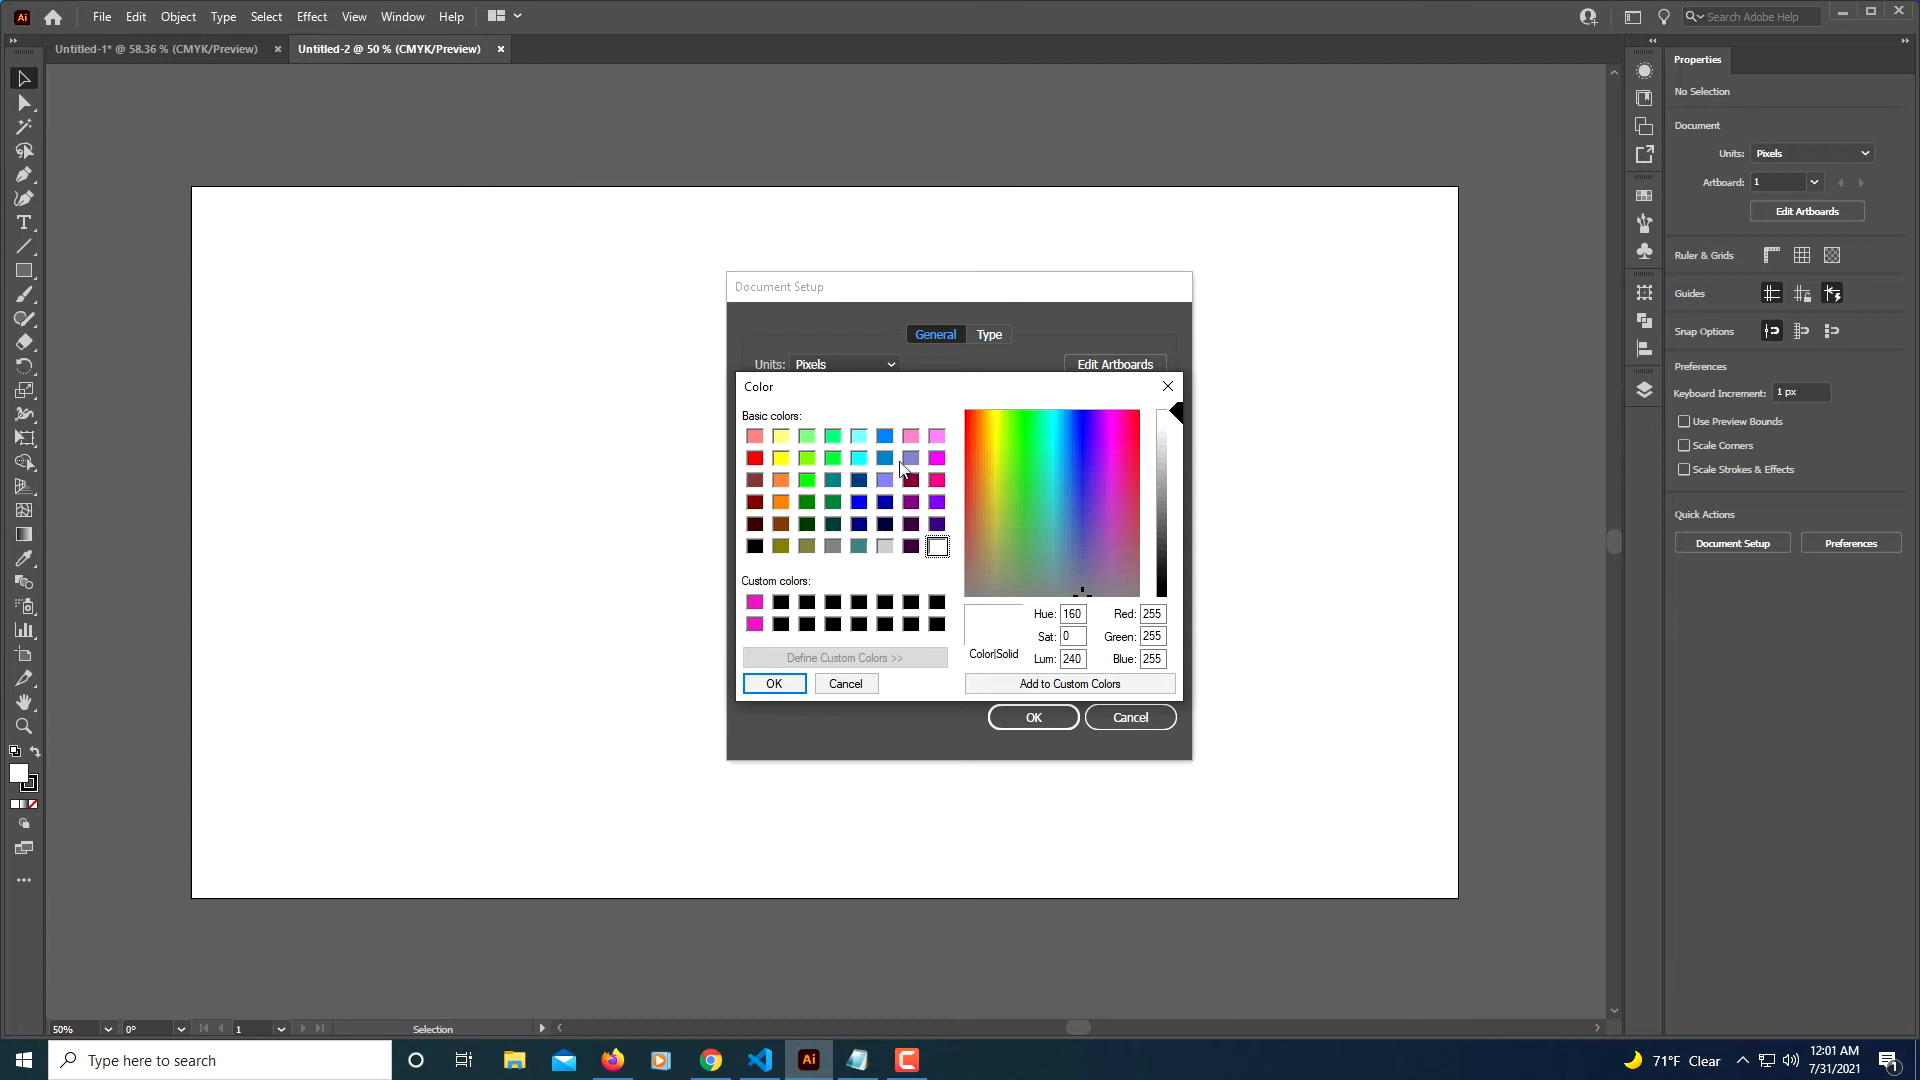 Ai File Edit Object Type Select Effect View Window Help Search Adobe Help
Untitled-1* @ 58.36 % (CMYK/Preview) Untitled-2 @ 50 % (CMYK/Preview)
Properties
No Selection
Document
Units: Pixels
Artboard: 1
Edit Artboards
Ruler & Grids
Guides
Snap Options
Preferences
Keyboard Increment: 1 px
Use Preview Bounds
Scale Corners
Scale Strokes & Effects
Quick Actions
Document Setup Preferences
Document Setup
General Type
Units: Pixels Edit Artboards
Color
Basic colors:
Custom colors:
Hue: 160 Red: 255
Sat: 0 Green: 255
Color|Solid
Lum: 240 Blue: 255
Define Custom Colors >>
OK Cancel Add to Custom Colors
OK Cancel
50% 0° 1 Selection
Type here to search Ai 71°F Clear
12:01 AM
7/31/2021
1